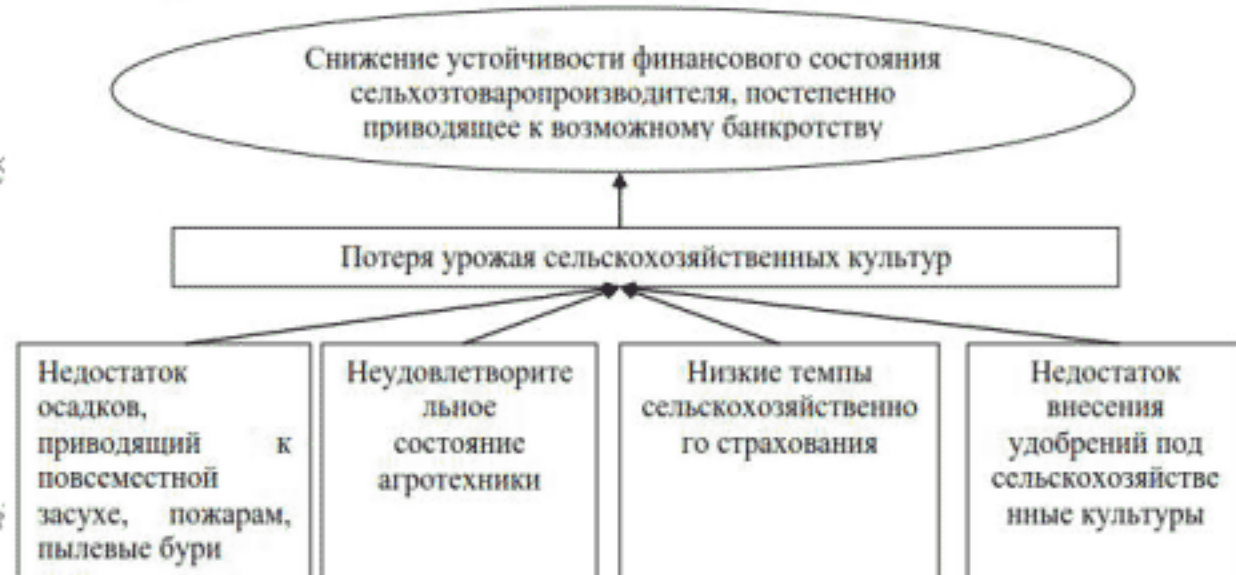 Снижение устойчивости финансового состояния
сельхозтоваропроизводителя, постепенно
приводящее к возможному банкротству
Потеря урожая сельскохозяйственных культур
Недостаток
осадков,
приводящий к
повсеместной
засухе, пожарам,
пылевые бури
Неудовлетворите
льное
состояние
агротехники
Низкие темпы
сельскохозяйственно
го страхования
Недостаток
внесения
удобрений под
сельскохозяйстве
нные культуры